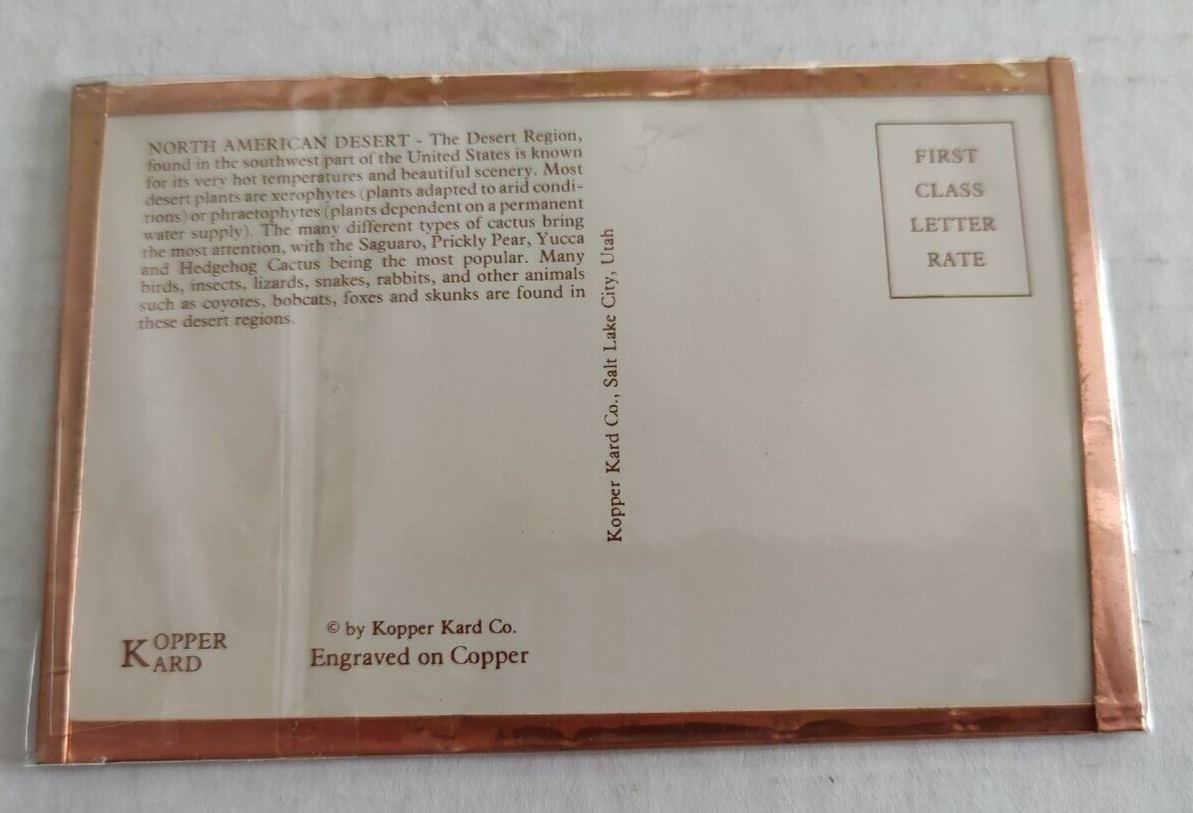 NORTH AMERICAN DESERT - The Desert Region,
found in the southwest part of the United States is known
for its very hot temperatures and beautiful scenery. Most
desert plants are xerophytes (plants adapted to arid condi-
tions) or phraetophytes (plants dependent on a permanent
water supply). The many different types of cactus bring
the most attention, with the Saguaro, Prickly Pear, Yucca
and Hedgehog Cactus being the most popular. Many
birds, insects, lizards, snakes, rabbits, and other animals
such as coyotes, bobcats, foxes and skunks are found in
these desert regions.
KOPPER
KARD
© by Kopper Kard Co.
Engraved on Copper
Kopper Kard Co., Salt Lake City, Utah
3-
FIRST
CLASS
LETTER
RATE